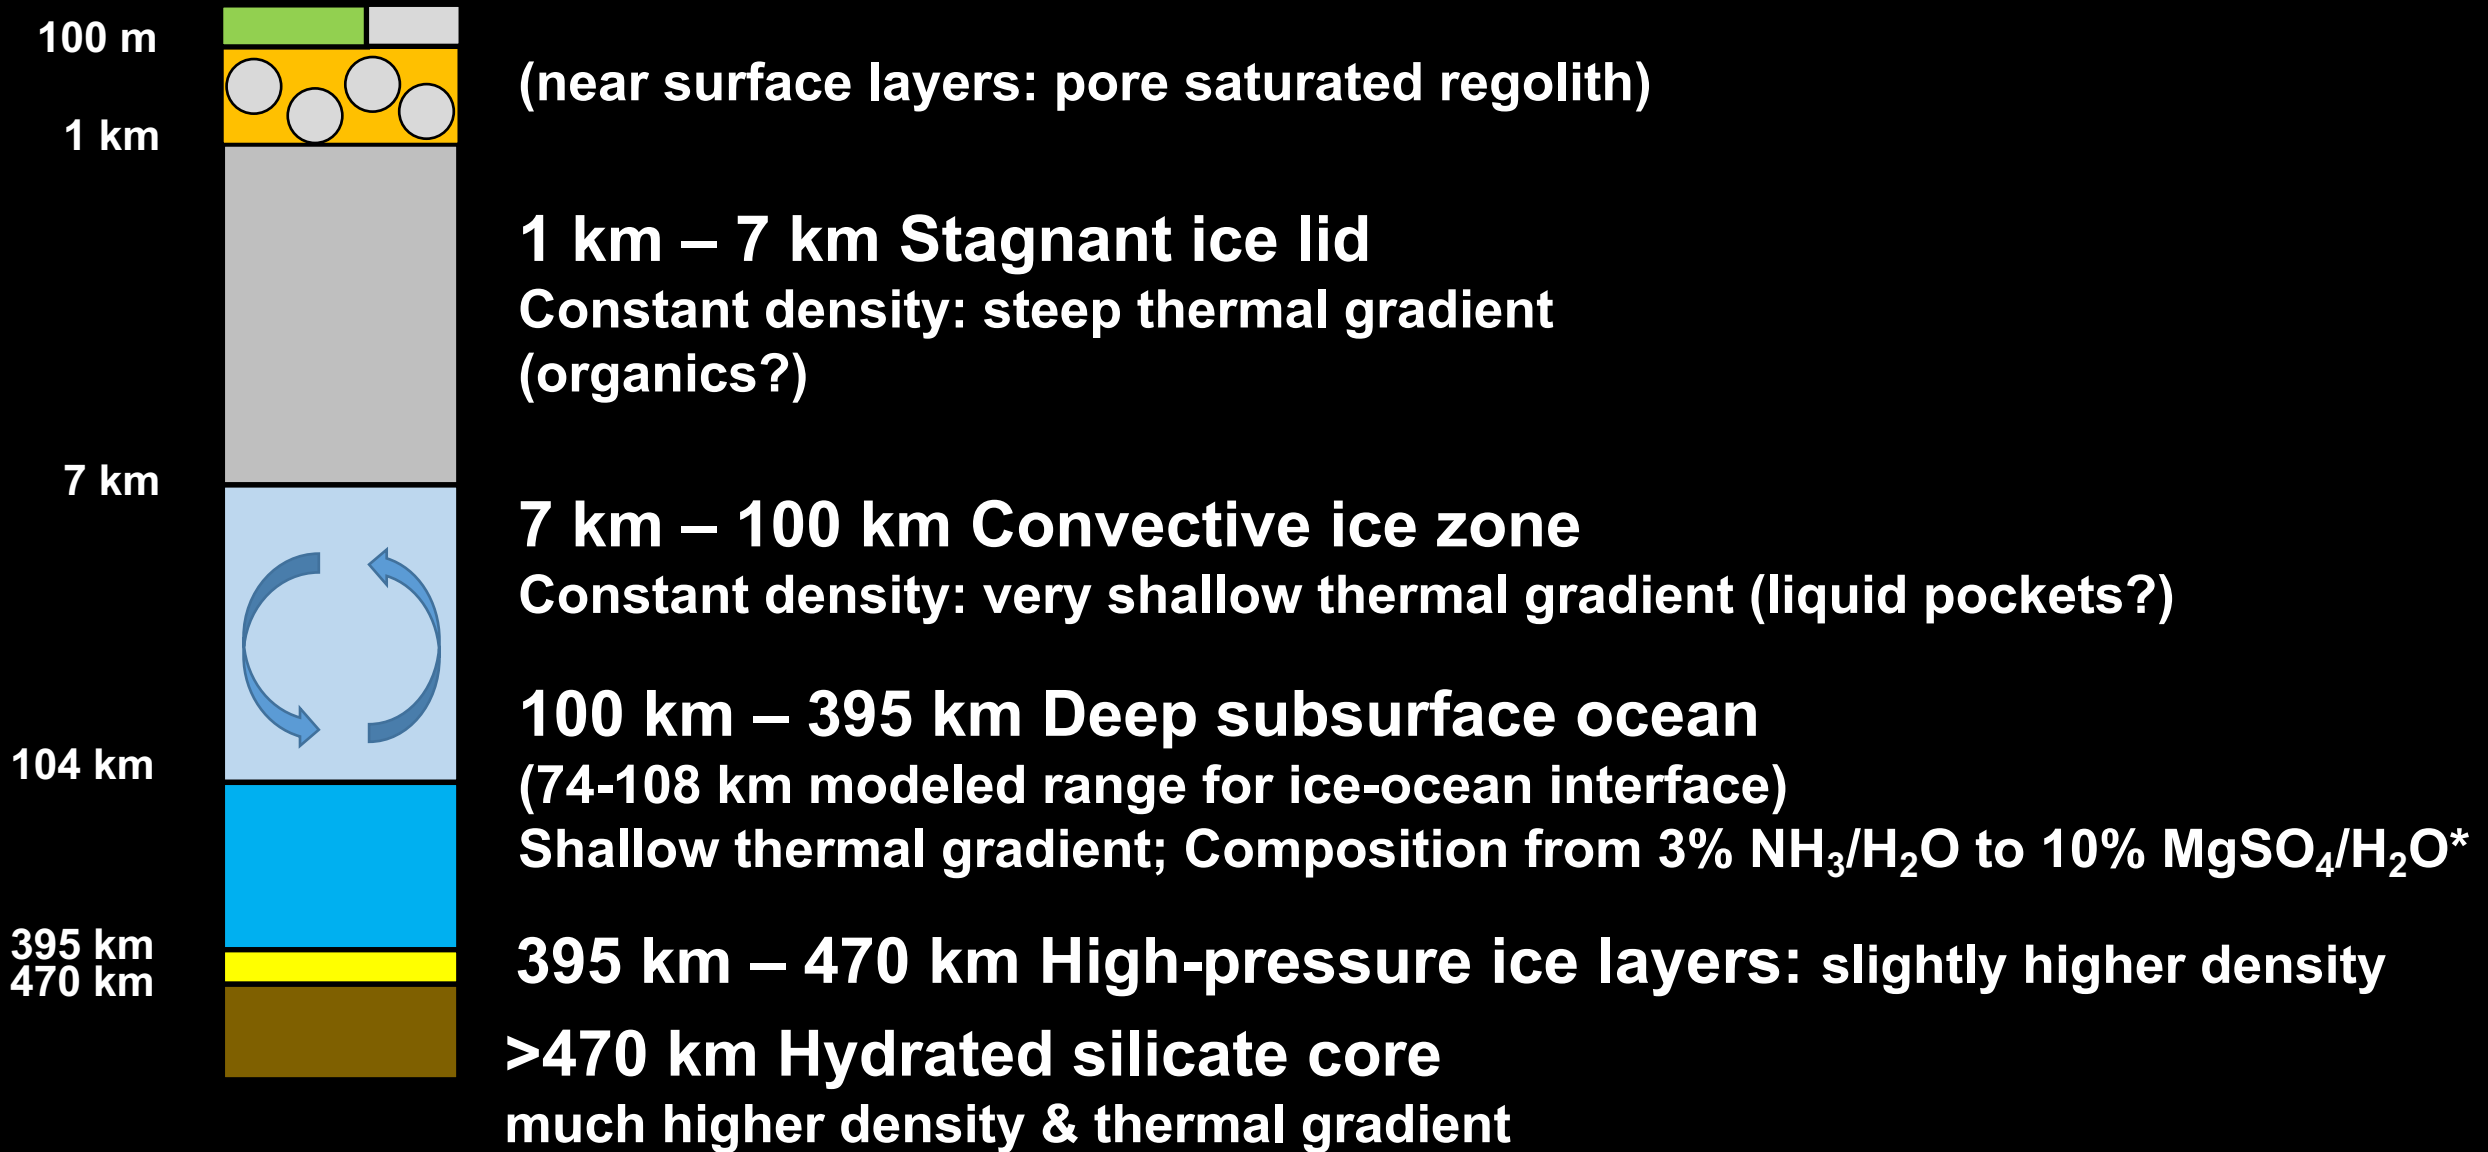 100 m
(near surface layers: pore saturated regolith)
1 km
1 km – 7 km Stagnant ice lid
Constant density: steep thermal gradient
(organics?)
7 km
7 km – 100 km Convective ice zone
Constant density: very shallow thermal gradient (liquid pockets?)
100 km – 395 km Deep subsurface ocean
104 km
(74-108 km modeled range for ice-ocean interface)
Shallow thermal gradient; Composition from 3% NH₃/H₂O to 10% MgSO₄/H₂O*
395 km
395 km – 470 km High-pressure ice layers: slightly higher density
470 km
>470 km Hydrated silicate core
much higher density & thermal gradient